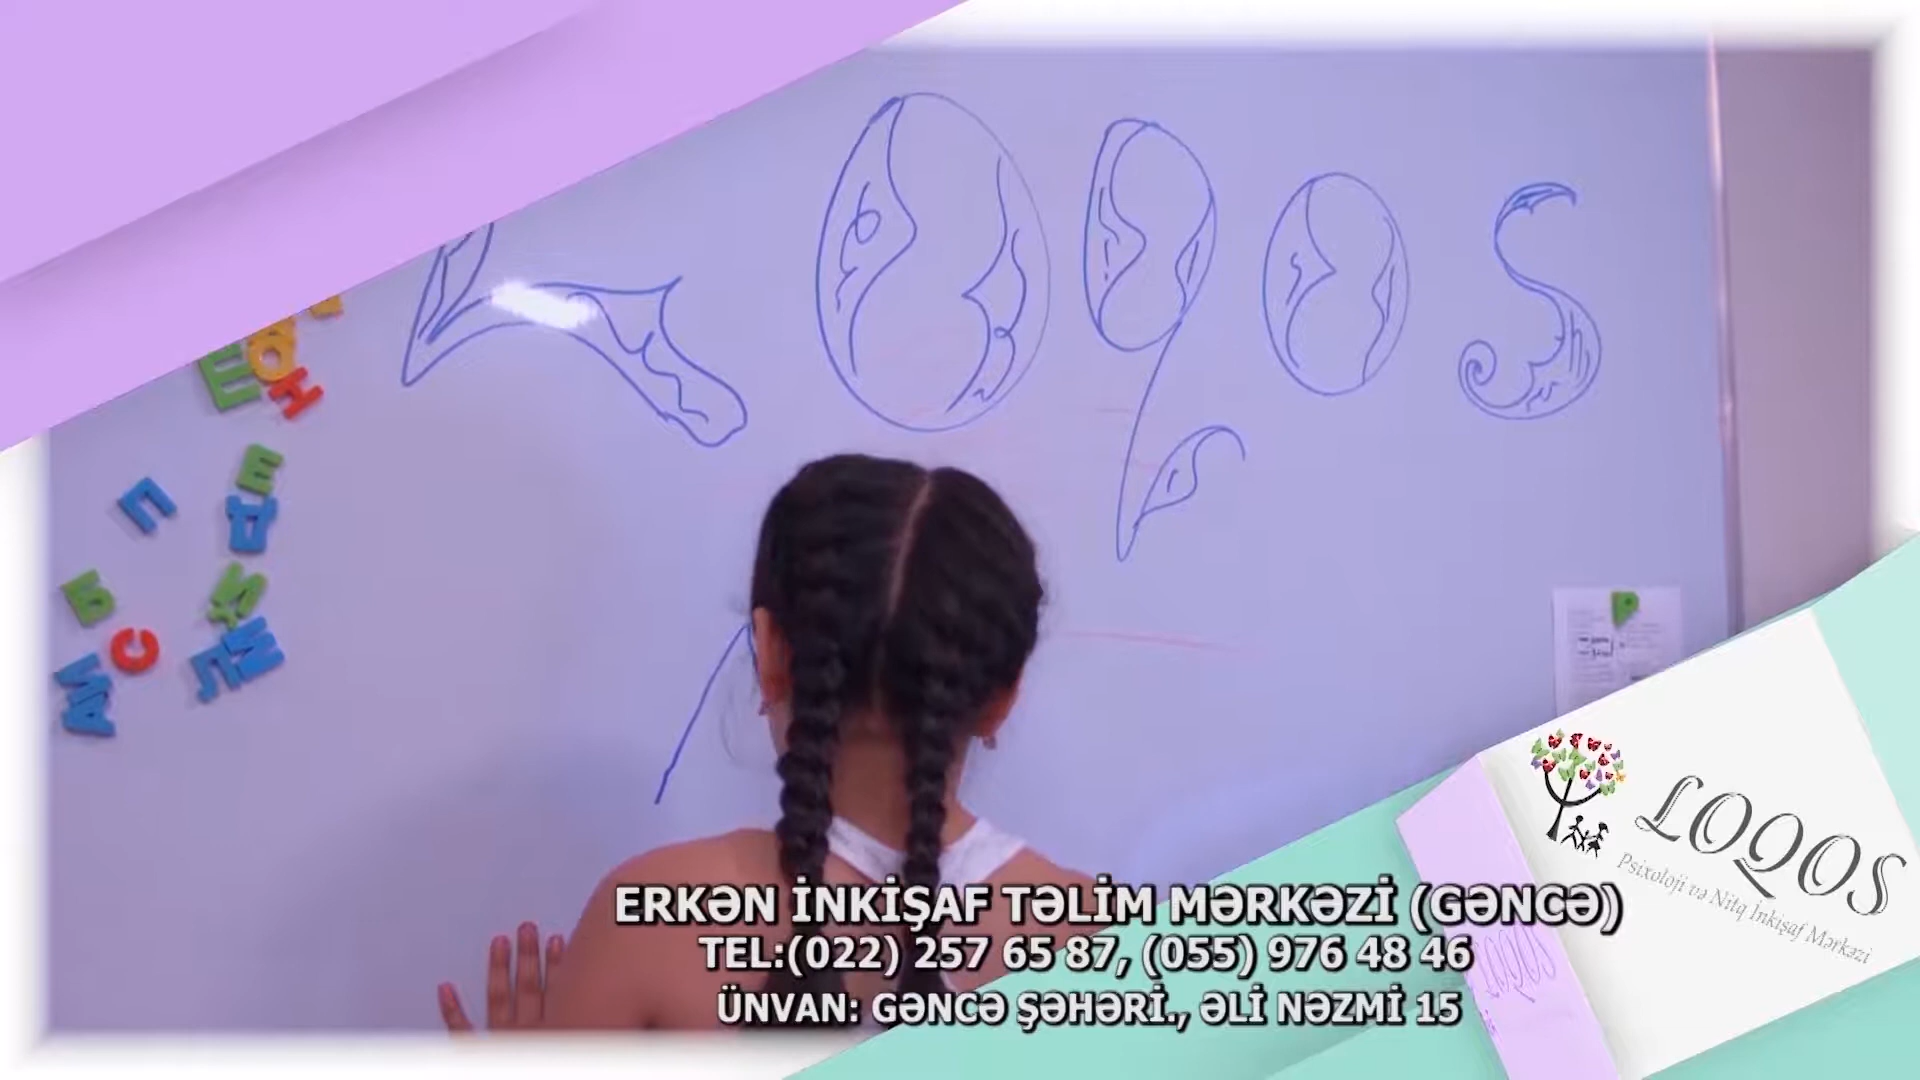 Loqos
П
Б
С
Р
LOQOS
Psixoloji və Nitq İnkişaf Mərkəzi
ERKƏN İNKİŞAF TƏLİM MƏRKƏZİ (GƏNCƏ)
TEL:(022) 257 65 87, (055) 976 48 46
ÜNVAN: GƏNCƏ ŞƏHƏRİ., ƏLİ NƏZMİ 15